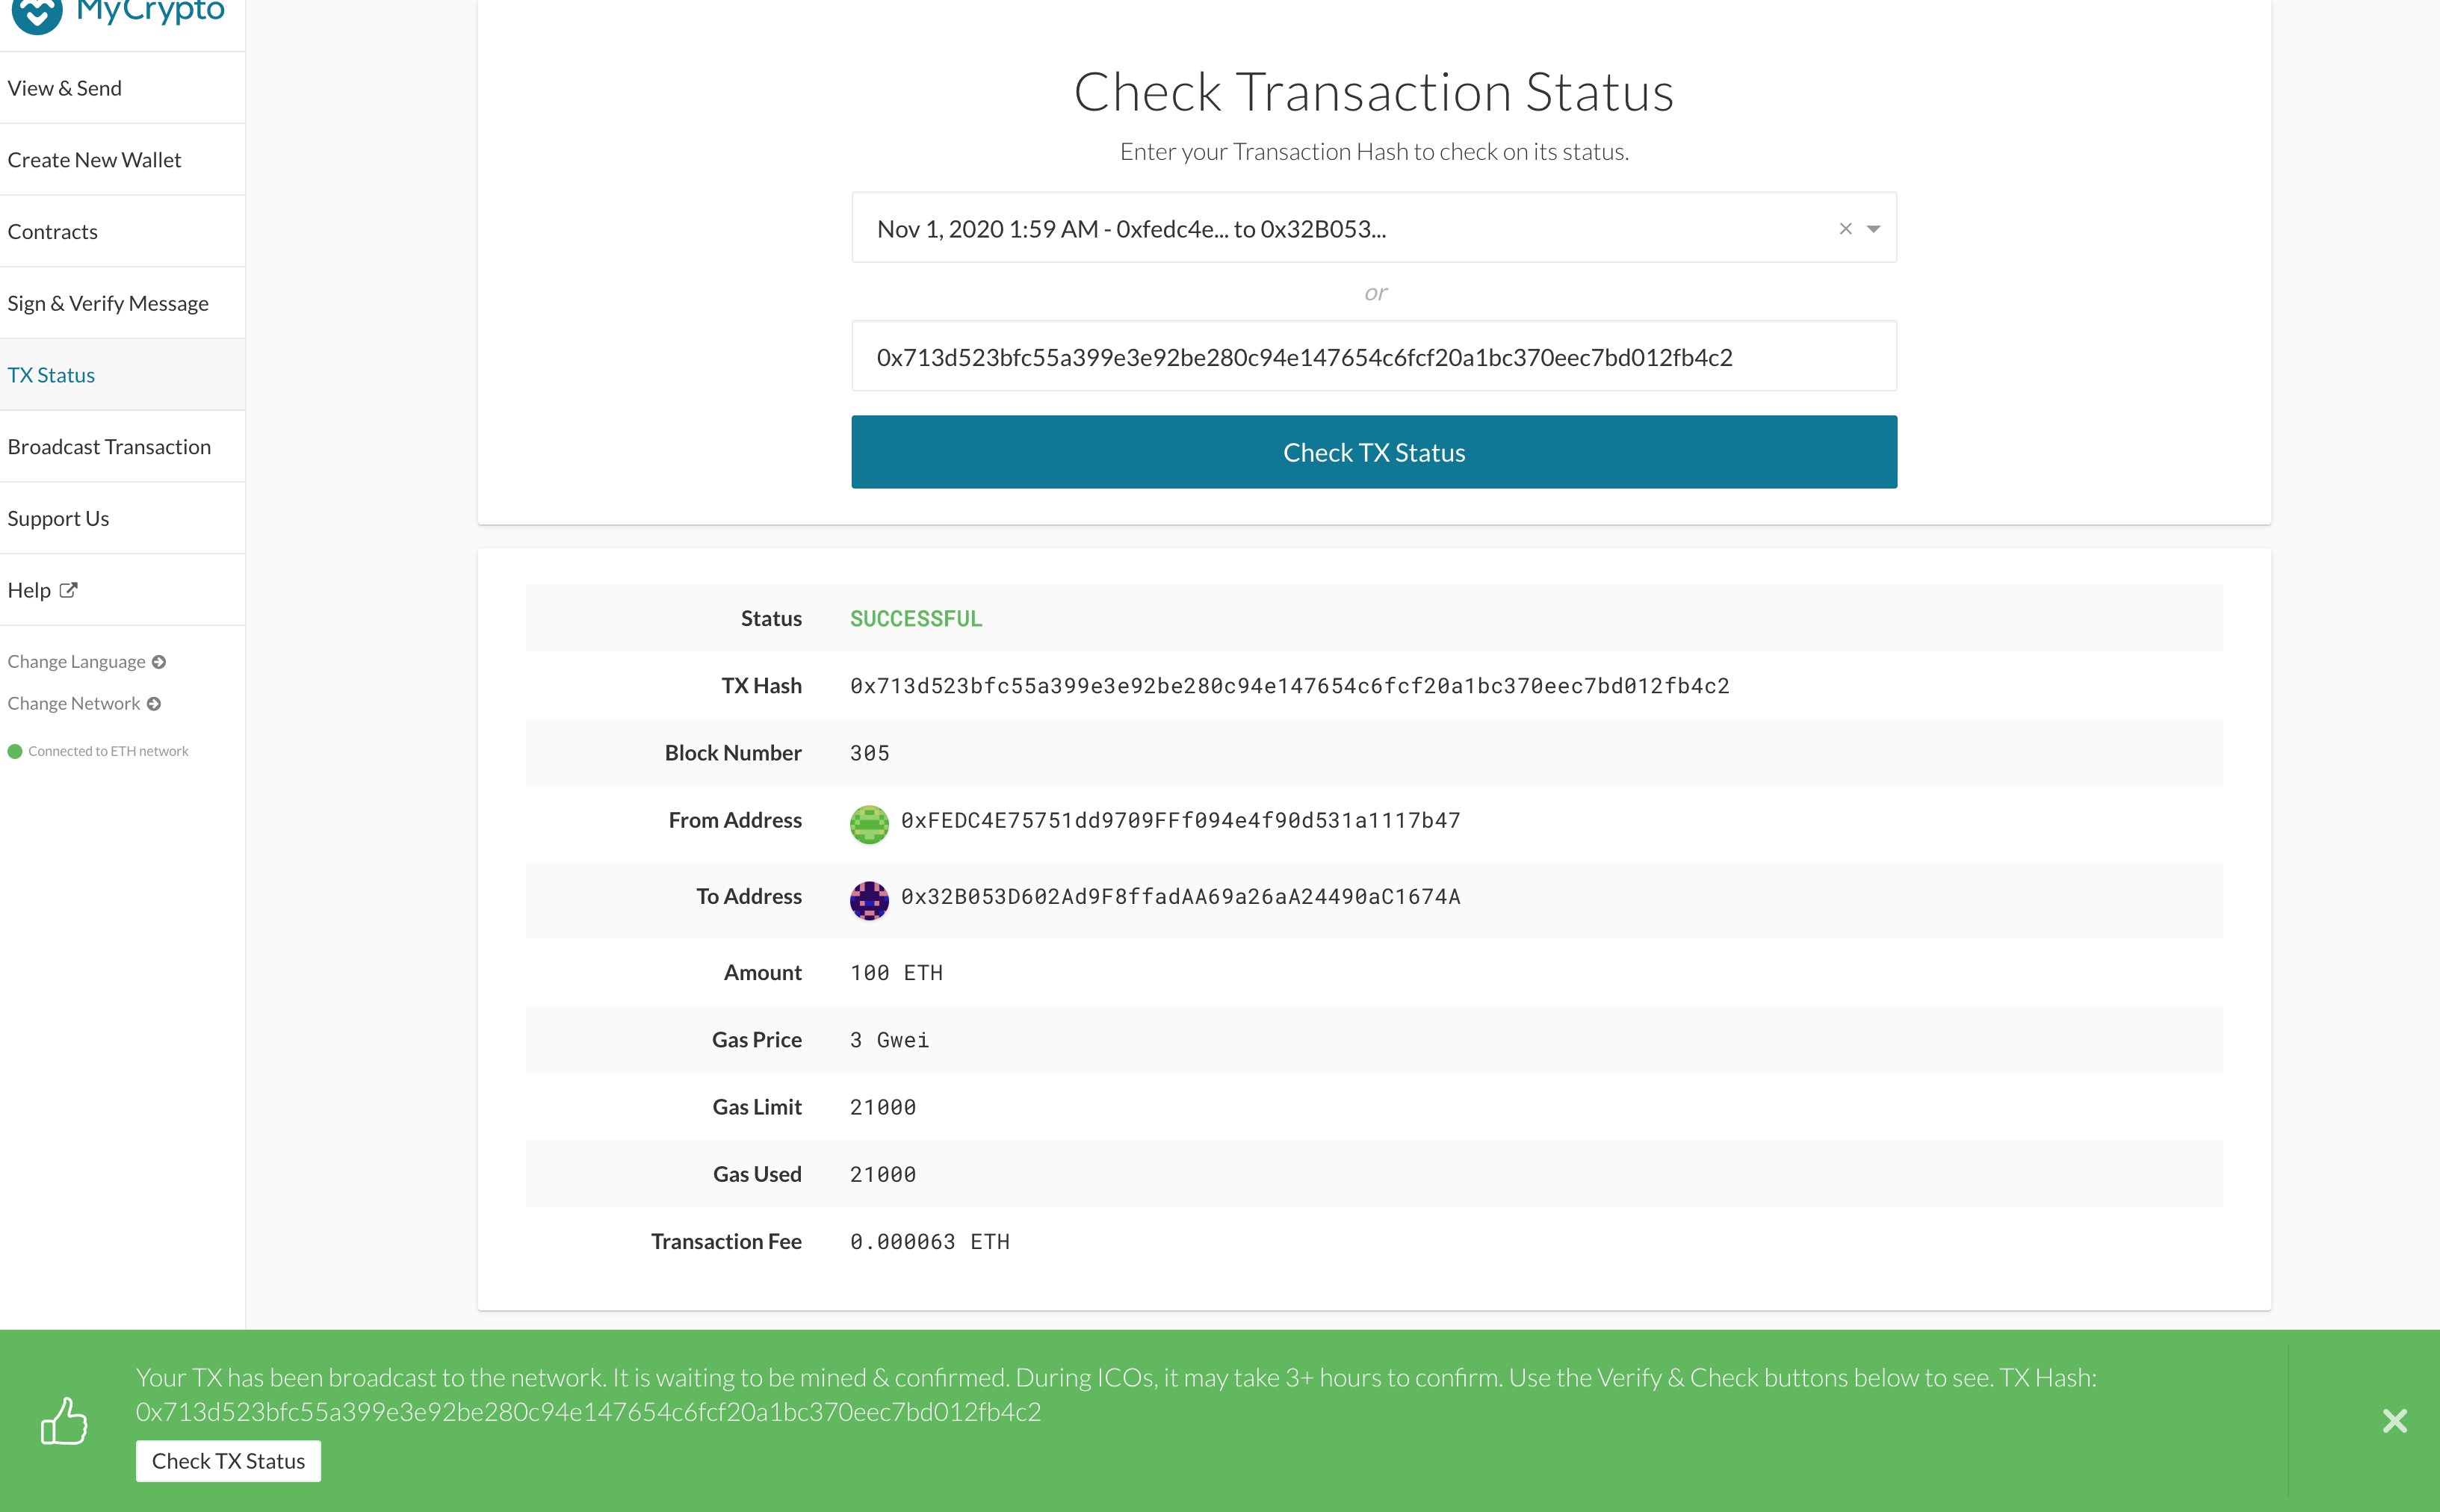 MyCrypto
View & Send
Create New Wallet
Contracts
Sign & Verify Message
TX Status
Broadcast Transaction
Support Us
Help
Change Language
Change Network
Connected to ETH network
Check Transaction Status
Enter your Transaction Hash to check on its status.
Nov 1, 2020 1:59 AM - 0xfedc4e... to 0x32B053...
or
0x713d523bfc55a399e3e92be280c94e147654c6fcf20a1bc370eec7bd012fb4c2
Check TX Status
Status SUCCESSFUL
TX Hash 0x713d523bfc55a399e3e92be280c94e147654c6fcf20a1bc370eec7bd012fb4c2
Block Number 305
From Address 0xFEDC4E75751dd9709FFf094e4f90d531a1117b47
To Address 0x32B053D602Ad9F8ffadAA69a26aA24490aC1674A
Amount 100 ETH
Gas Price 3 Gwei
Gas Limit 21000
Gas Used 21000
Transaction Fee 0.000063 ETH
Your TX has been broadcast to the network. It is waiting to be mined & confirmed. During ICOs, it may take 3+ hours to confirm. Use the Verify & Check buttons below to see. TX Hash:
0x713d523bfc55a399e3e92be280c94e147654c6fcf20a1bc370eec7bd012fb4c2
Check TX Status